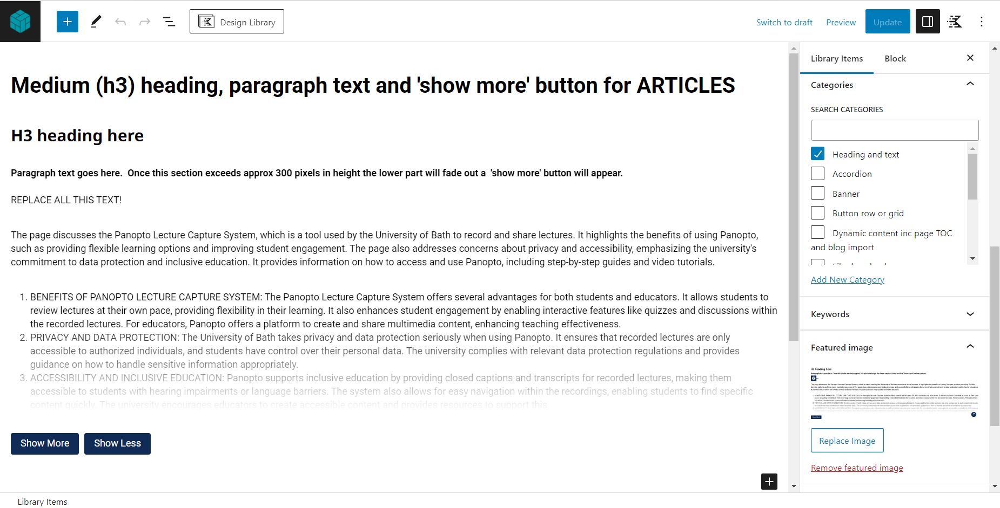 Design Library
Switch to draft
Preview
Update
Medium (h3) heading, paragraph text and 'show more' button for ARTICLES
H3 heading here
Paragraph text goes here.  Once this section exceeds approx 300 pixels in height the lower part will fade out a  'show more' button will appear.
REPLACE ALL THIS TEXT!
The page discusses the Panopto Lecture Capture System, which is a tool used by the University of Bath to record and share lectures. It highlights the benefits of using Panopto,
such as providing flexible learning options and improving student engagement. The page also addresses concerns about privacy and accessibility, emphasizing the university's
commitment to data protection and inclusive education. It provides information on how to access and use Panopto, including step-by-step guides and video tutorials.
1. BENEFITS OF PANOPTO LECTURE CAPTURE SYSTEM: The Panopto Lecture Capture System offers several advantages for both students and educators. It allows students to
review lectures at their own pace, providing flexibility in their learning. It also enhances student engagement by enabling interactive features like quizzes and discussions within
the recorded lectures. For educators, Panopto offers a platform to create and share multimedia content, enhancing teaching effectiveness.
2. PRIVACY AND DATA PROTECTION: The University of Bath takes privacy and data protection seriously when using Panopto. It ensures that recorded lectures are only
accessible to authorized individuals, and students have control over their personal data. The university complies with relevant data protection regulations and provides
guidance on how to handle sensitive information appropriately.
3. ACCESSIBILITY AND INCLUSIVE EDUCATION: Panopto supports inclusive education by providing closed captions and transcripts for recorded lectures, making them
accessible to students with hearing impairments or language barriers. The system also allows for easy navigation within the recordings, enabling students to find specific
content quickly. The university encourages educators to create accessible content and provides resources to support this
Show More
Show Less
Library Items
Library Items
Block
Categories
SEARCH CATEGORIES
Heading and text
Accordion
Banner
Button row or grid
Dynamic content inc page TOC
and blog import
Add New Category
Keywords
Featured image
H3 heading here
Replace Image
Remove featured image